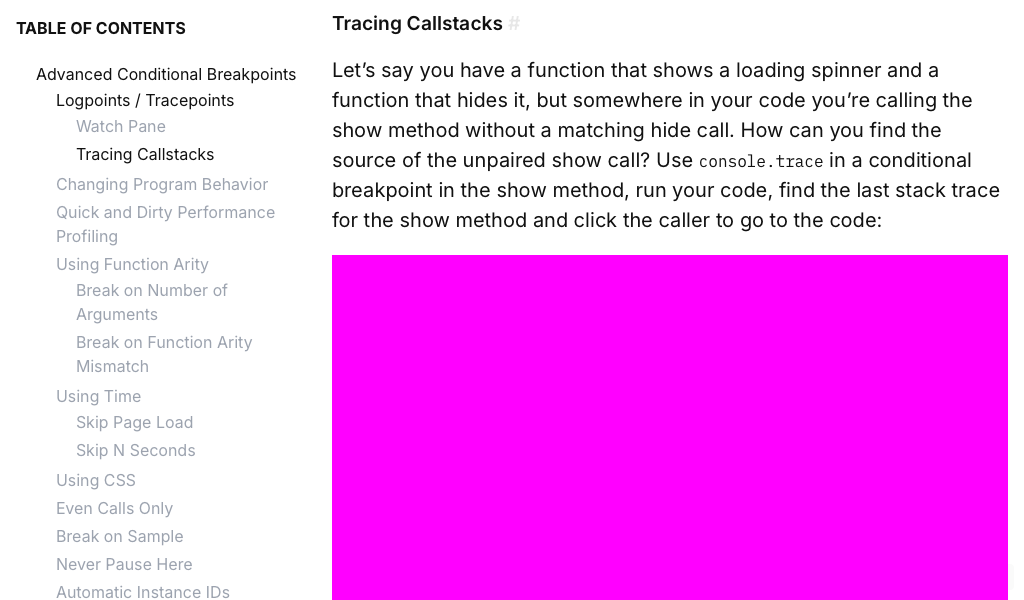 TABLE OF CONTENTS
Advanced Conditional Breakpoints
Logpoints / Tracepoints
Watch Pane
Tracing Callstacks
Changing Program Behavior
Quick and Dirty Performance
Profiling
Using Function Arity
Break on Number of
Arguments
Break on Function Arity
Mismatch
Using Time
Skip Page Load
Skip N Seconds
Using CSS
Even Calls Only
Break on Sample
Never Pause Here
Automatic Instance IDs
Tracing Callstacks #
Let’s say you have a function that shows a loading spinner and a
function that hides it, but somewhere in your code you’re calling the
show method without a matching hide call. How can you find the
source of the unpaired show call? Use console.trace in a conditional
breakpoint in the show method, run your code, find the last stack trace
for the show method and click the caller to go to the code: